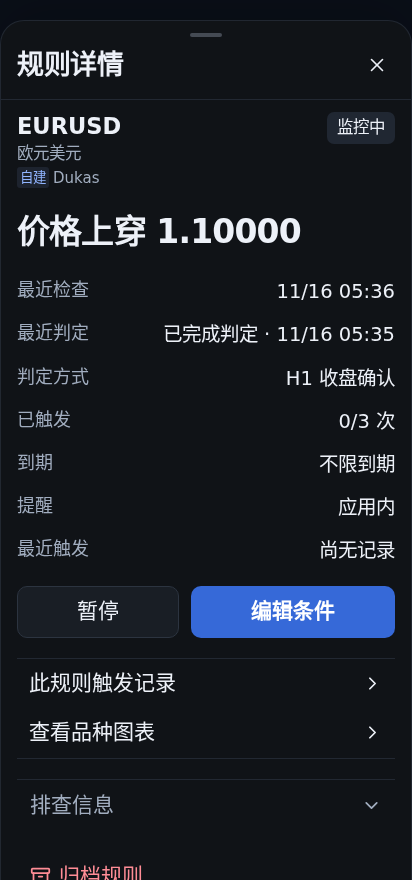 规则详情
EURUSD
监控中
欧元美元
自建 Dukas
价格上穿 1.10000
最近检查 11/16 05:36
最近判定 已完成判定 · 11/16 05:35
判定方式 H1 收盘确认
已触发 0/3 次
到期 不限到期
提醒 应用内
最近触发 尚无记录
暂停 编辑条件
此规则触发记录
查看品种图表
排查信息
归档规则